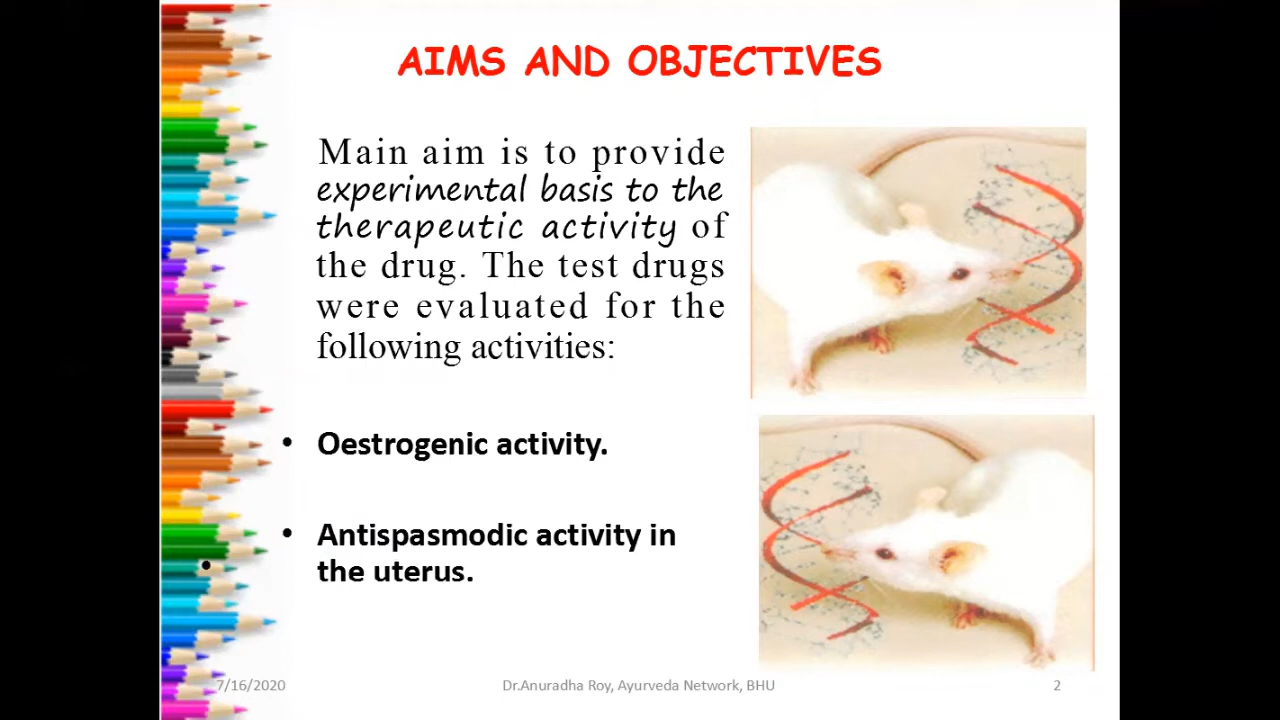 AIMS AND OBJECTIVES
Main aim is to provide
experimental basis to the
therapeutic activity of
the drug. The test drugs
were evaluated for the
following activities:
• Oestrogenic activity.
• Antispasmodic activity in
the uterus.
•
7/16/2020
Dr.Anuradha Roy, Ayurveda Network, BHU
2